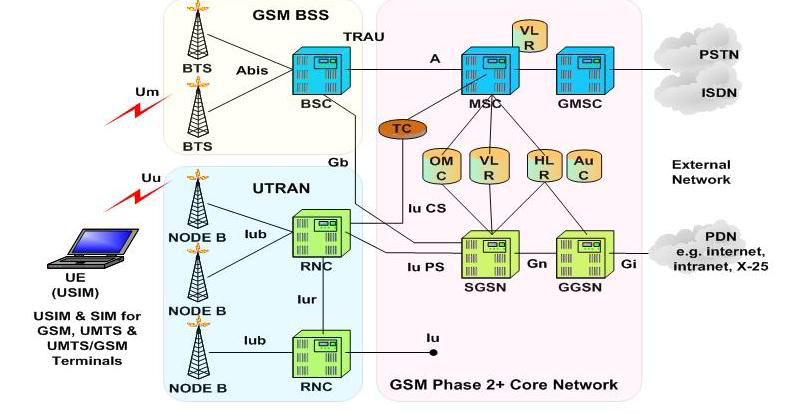 GSM BSS
TRAU
VL
R
BTS
Abis
A
PSTN
Um
BSC
MSC
GMSC
ISDN
BTS
TC
Gb
OM
C
VL
R
HL
R
Au
C
External
Network
Uu
UTRAN
Iu CS
NODE B
Iub
RNC
Iu PS
SGSN
Gn
GGSN
Gi
PDN
e.g. internet,
intranet, X-25
UE
(USIM)
NODE B
Iur
USIM & SIM for
GSM, UMTS &
UMTS/GSM
Terminals
Iub
Iu
NODE B
RNC
GSM Phase 2+ Core Network